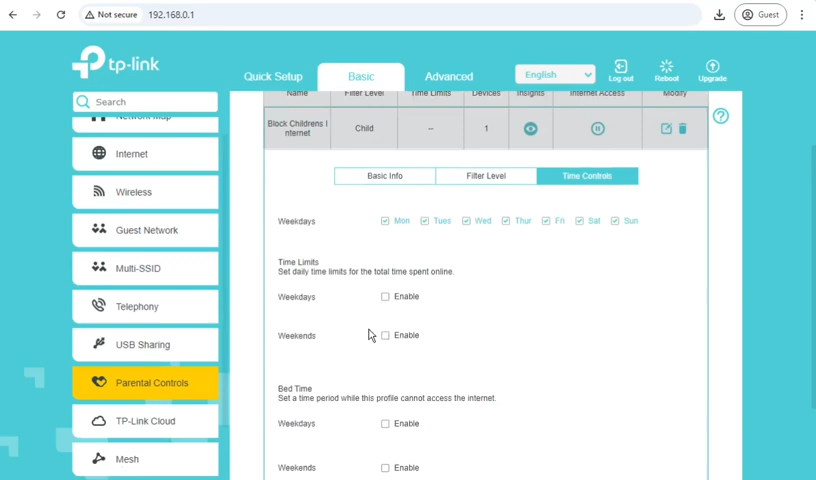 Not secure
192.168.0.1
Guest
tp-link
Quick Setup
Basic
Advanced
English
Log out
Reboot
Upgrade
Search
Network Map
Internet
Wireless
Guest Network
Multi-SSID
Telephony
USB Sharing
Parental Controls
TP-Link Cloud
Mesh
Name Filter Level Time Limits Devices Insights Internet Access Modify
Block Childrens I
nternet
Child -- 1
Basic Info Filter Level Time Controls
Weekdays Mon Tues Wed Thur Fri Sat Sun
Time Limits
Set daily time limits for the total time spent online.
Weekdays Enable
Weekends Enable
Bed Time
Set a time period while this profile cannot access the internet.
Weekdays Enable
Weekends Enable